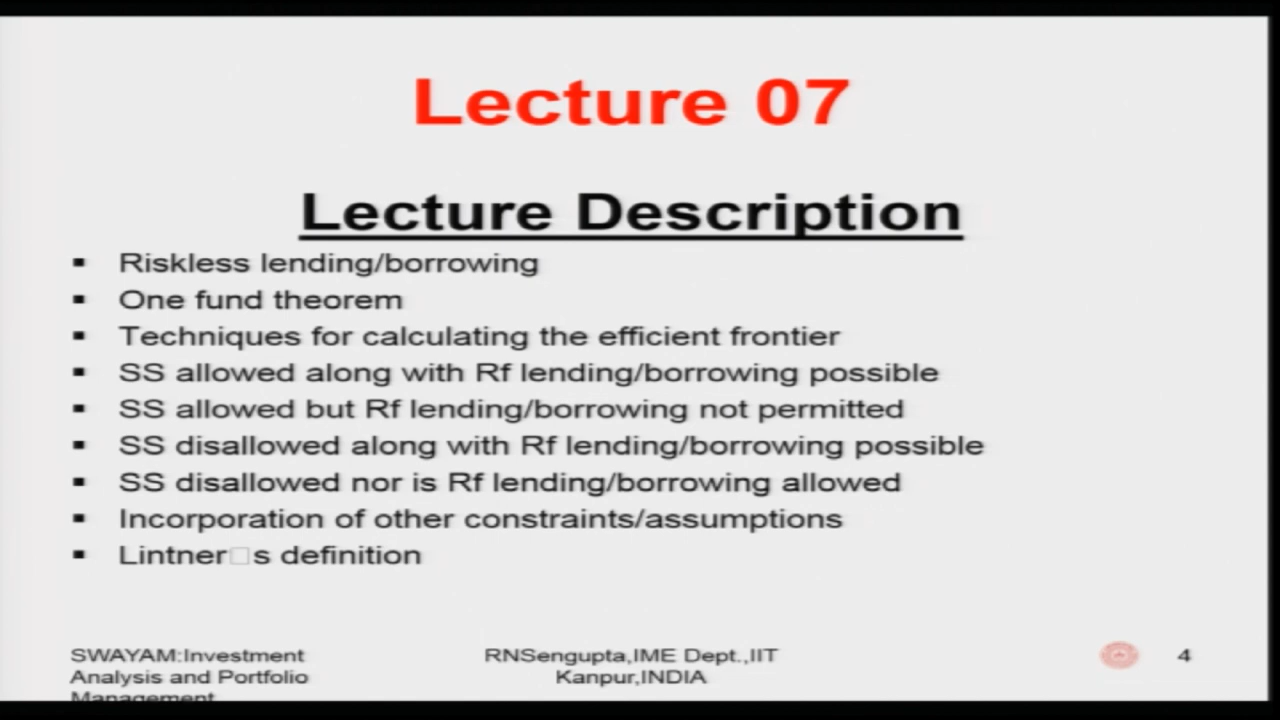 Lecture 07
Lecture Description
▪ Riskless lending/borrowing
▪ One fund theorem
▪ Techniques for calculating the efficient frontier
▪ SS allowed along with Rf lending/borrowing possible
▪ SS allowed but Rf lending/borrowing not permitted
▪ SS disallowed along with Rf lending/borrowing possible
▪ SS disallowed nor is Rf lending/borrowing allowed
▪ Incorporation of other constraints/assumptions
▪ Lintner□s definition
SWAYAM:Investment
Analysis and Portfolio
Management
RNSengupta,IME Dept.,IIT
Kanpur,INDIA
4